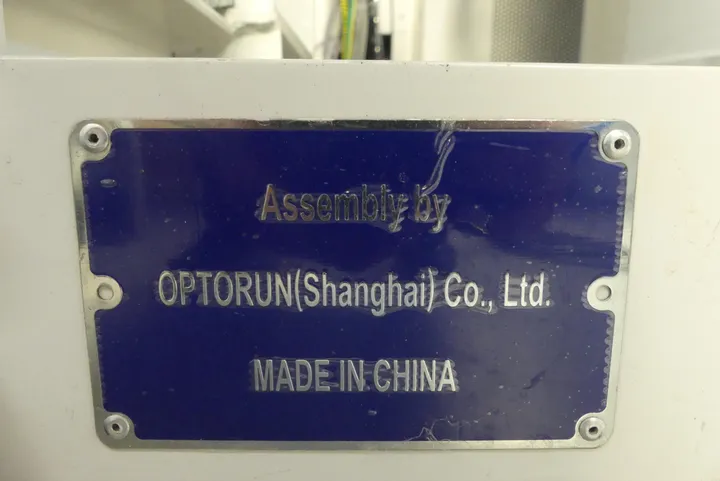 Assembly by
OPTORUN(Shanghai) Co., Ltd.
MADE IN CHINA